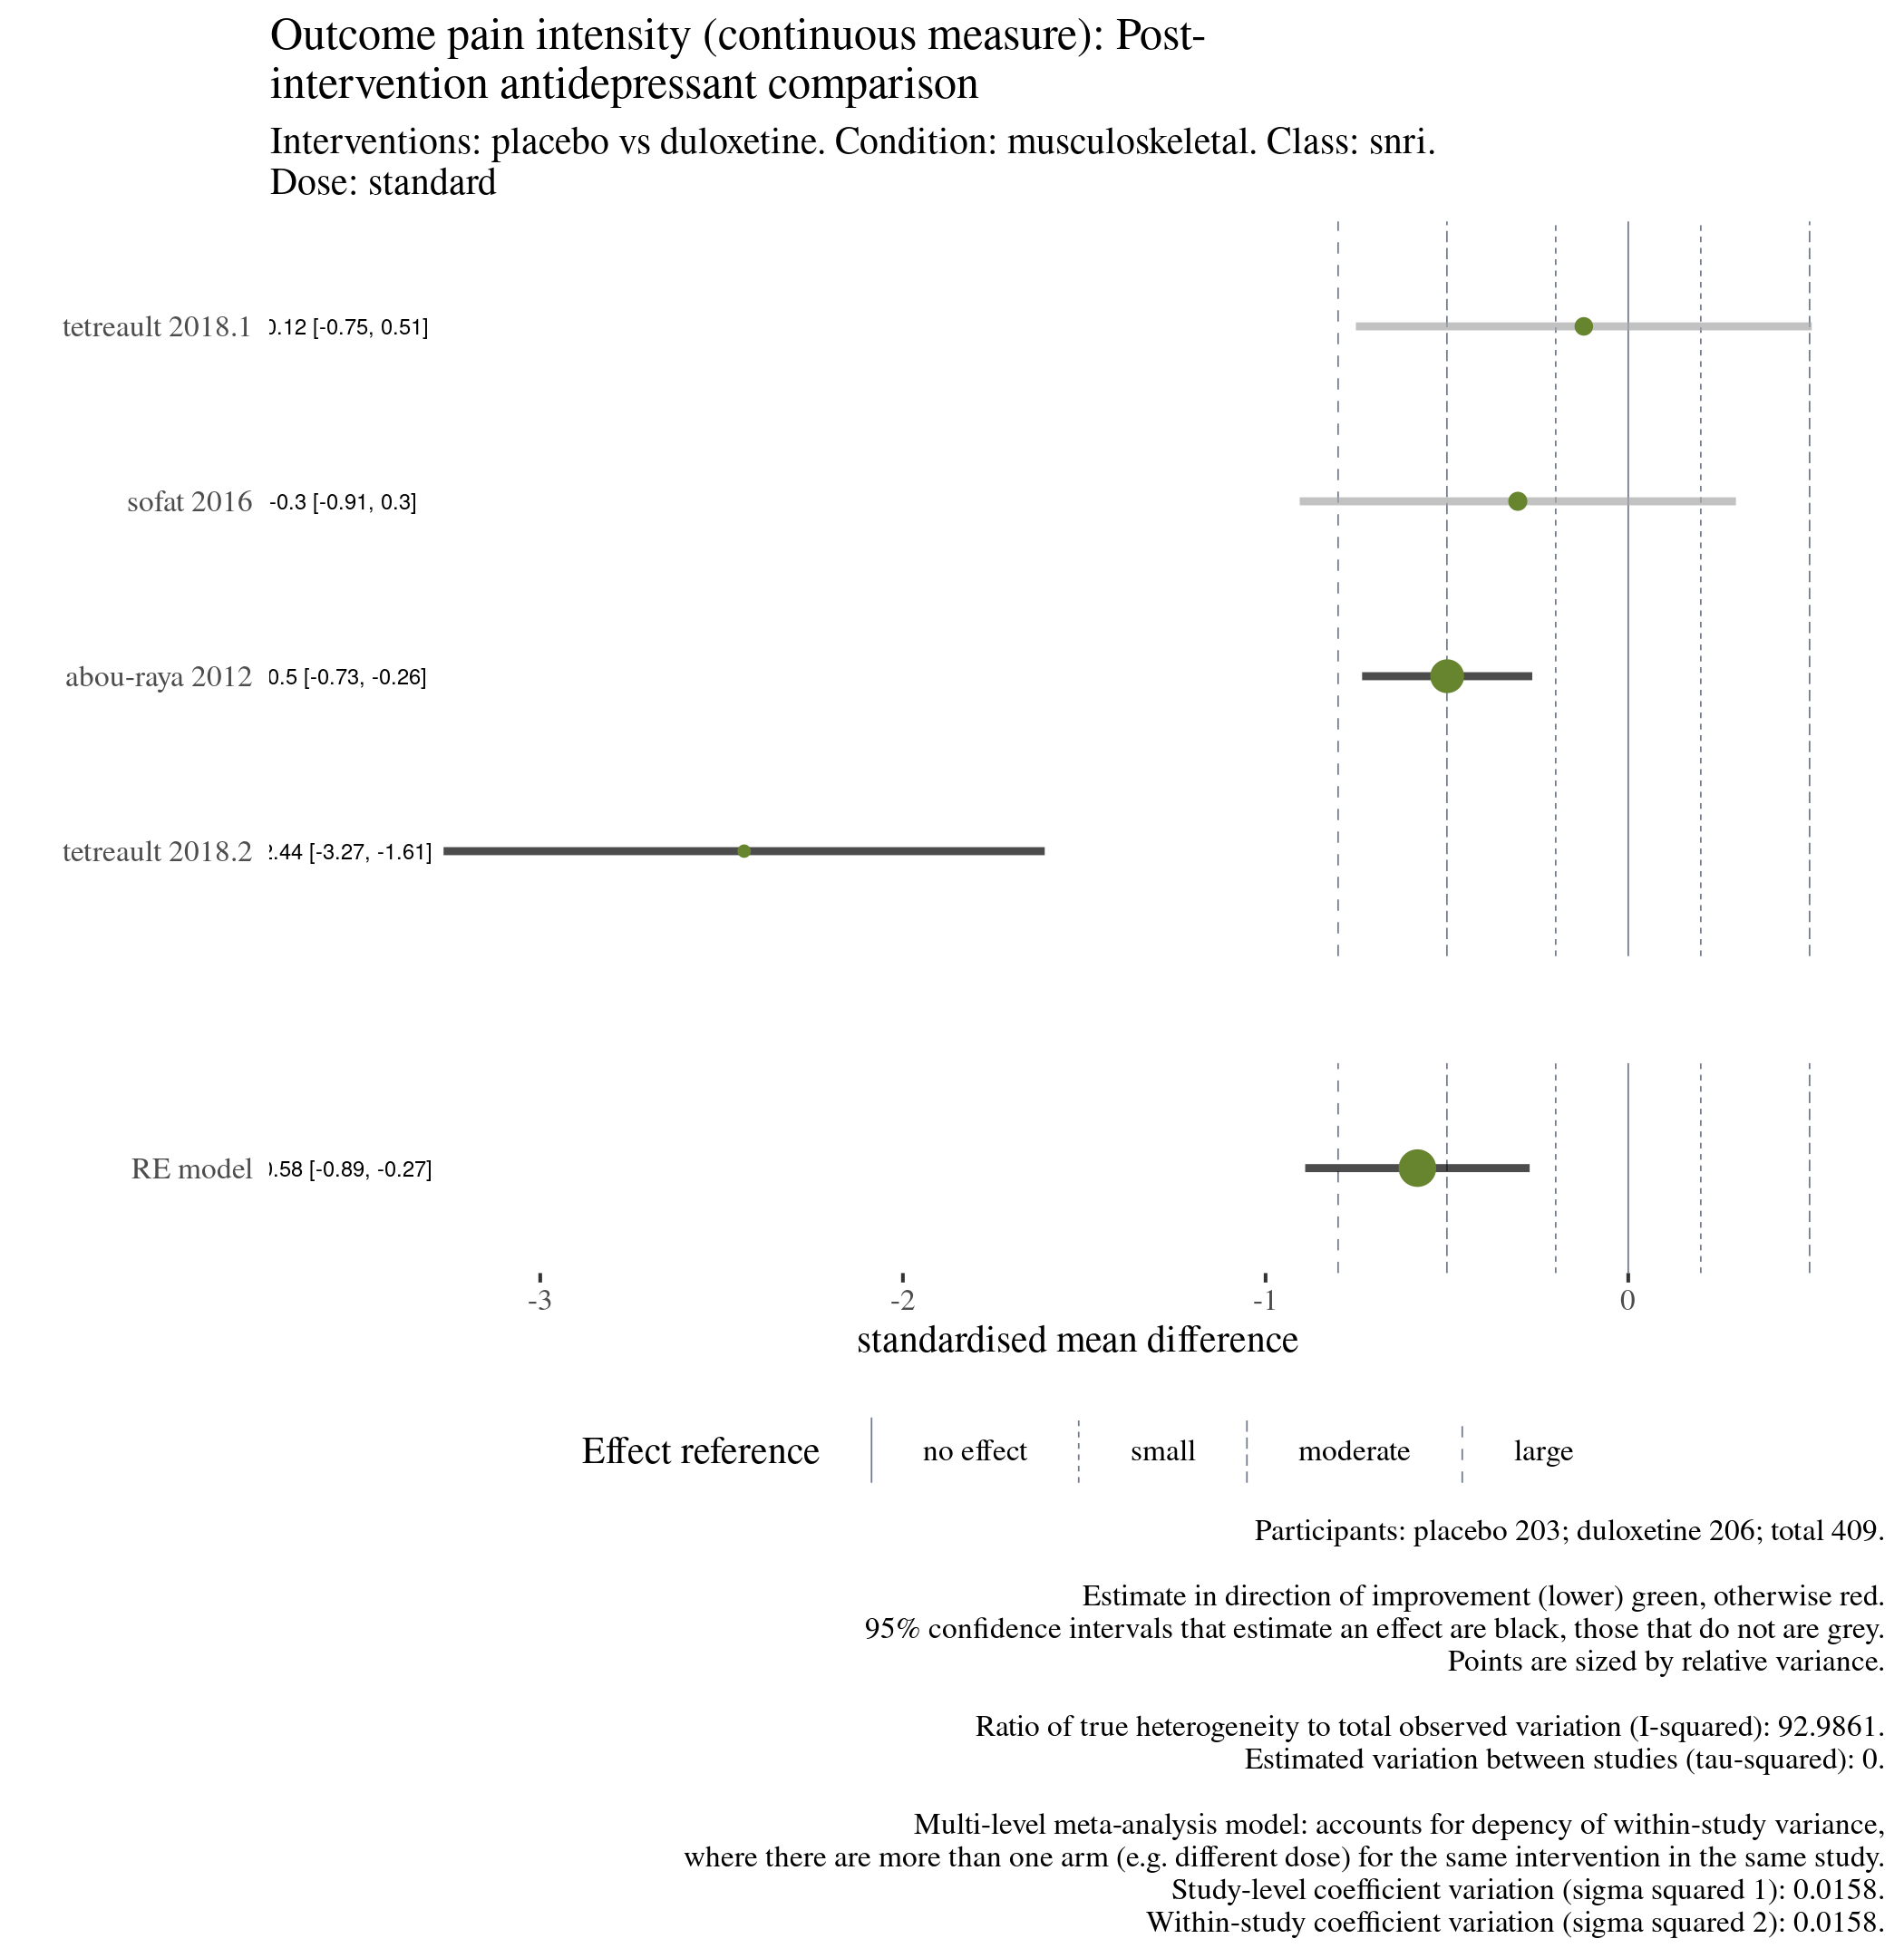 Outcome pain intensity (continuous measure): Post-
intervention antidepressant comparison
Interventions: placebo vs duloxetine. Condition: musculoskeletal. Class: snri.
Dose: standard
tetreault 2018.1 0.12 [-0.75, 0.51]
sofat 2016 -0.3 [-0.91, 0.3]
abou-raya 2012 0.5 [-0.73, -0.26]
tetreault 2018.2 2.44 [-3.27, -1.61]
RE model 0.58 [-0.89, -0.27]
-3 -2 -1 0
standardised mean difference
Effect reference no effect small moderate large
Participants: placebo 203; duloxetine 206; total 409.
Estimate in direction of improvement (lower) green, otherwise red.
95% confidence intervals that estimate an effect are black, those that do not are grey.
Points are sized by relative variance.
Ratio of true heterogeneity to total observed variation (I-squared): 92.9861.
Estimated variation between studies (tau-squared): 0.
Multi-level meta-analysis model: accounts for depency of within-study variance,
where there are more than one arm (e.g. different dose) for the same intervention in the same study.
Study-level coefficient variation (sigma squared 1): 0.0158.
Within-study coefficient variation (sigma squared 2): 0.0158.